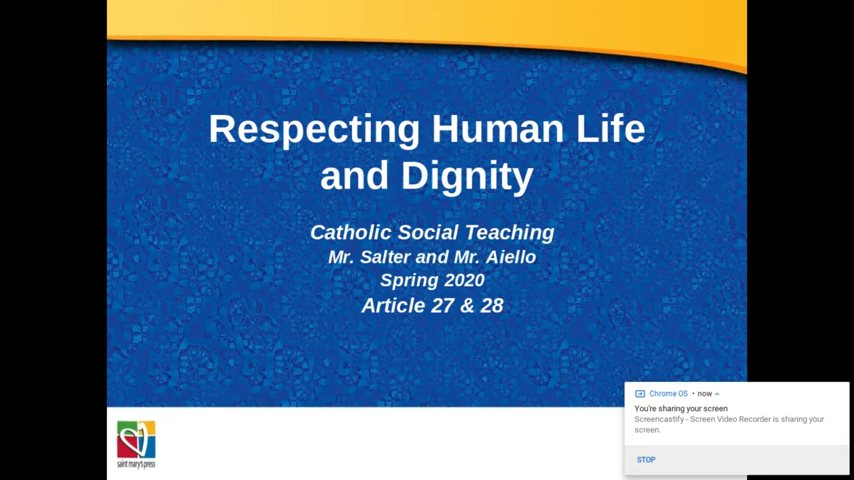 Respecting Human Life
and Dignity
Catholic Social Teaching
Mr. Salter and Mr. Aiello
Spring 2020
Article 27 & 28
Chrome OS • now
You're sharing your screen
Screencastify - Screen Video Recorder is sharing your
screen.
STOP
saint mary's press